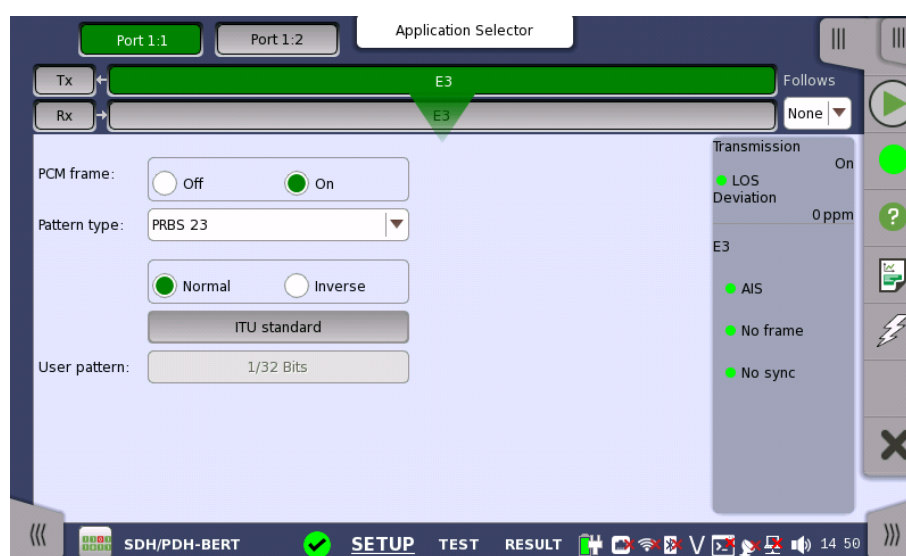 Port 1:1
Port 1:2
Application Selector
Tx
E3
Follows
Rx
E3
None
Transmission
On
PCM frame:
Off
On
LOS
Deviation
0 ppm
Pattern type:
PRBS 23
E3
Normal
Inverse
AIS
ITU standard
No frame
User pattern:
1/32 Bits
No sync
SDH/PDH-BERT
SETUP
TEST
RESULT
V
14 50